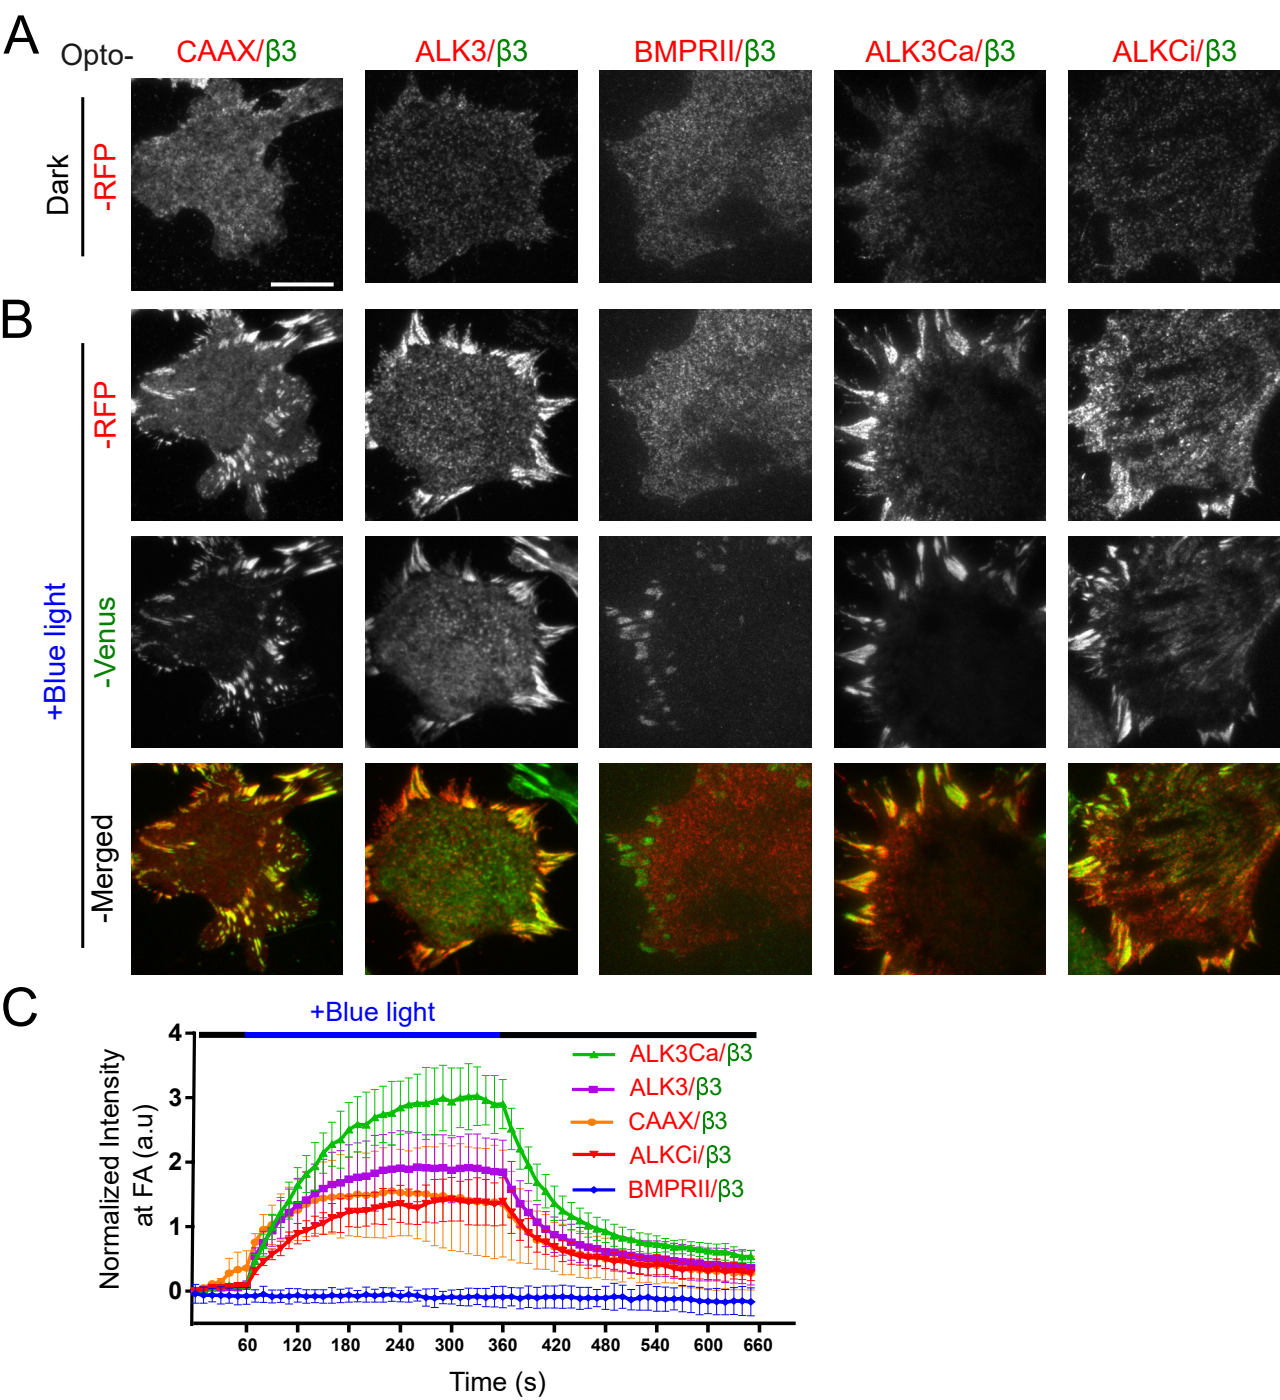 A
Opto- CAAX/β3 ALK3/β3 BMPRII/β3 ALK3Ca/β3 ALKCi/β3
Dark
-RFP
B
+Blue light
-RFP
-Venus
-Merged
C
+Blue light
Normalized Intensity
at FA (a.u)
4
3
2
1
0
ALK3Ca/β3
ALK3/β3
CAAX/β3
ALKCi/β3
BMPRII/β3
60 120 180 240 300 360 420 480 540 600 660
Time (s)